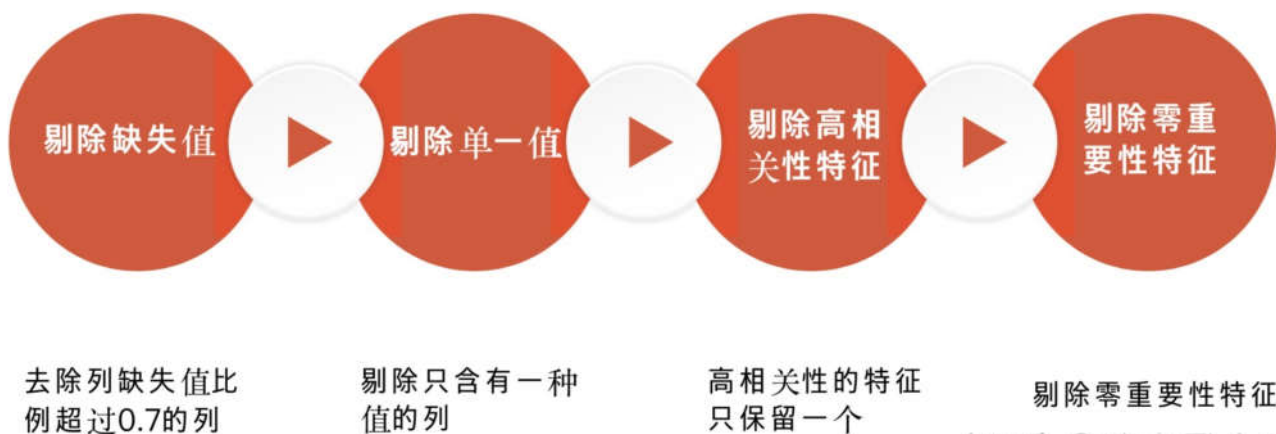 剔除缺失值
剔除单一值
剔除高相
关性特征
剔除零重
要性特征
去除列缺失值比
例超过0.7的列
剔除只含有一种
值的列
高相关性的特征
只保留一个
剔除零重要性特征